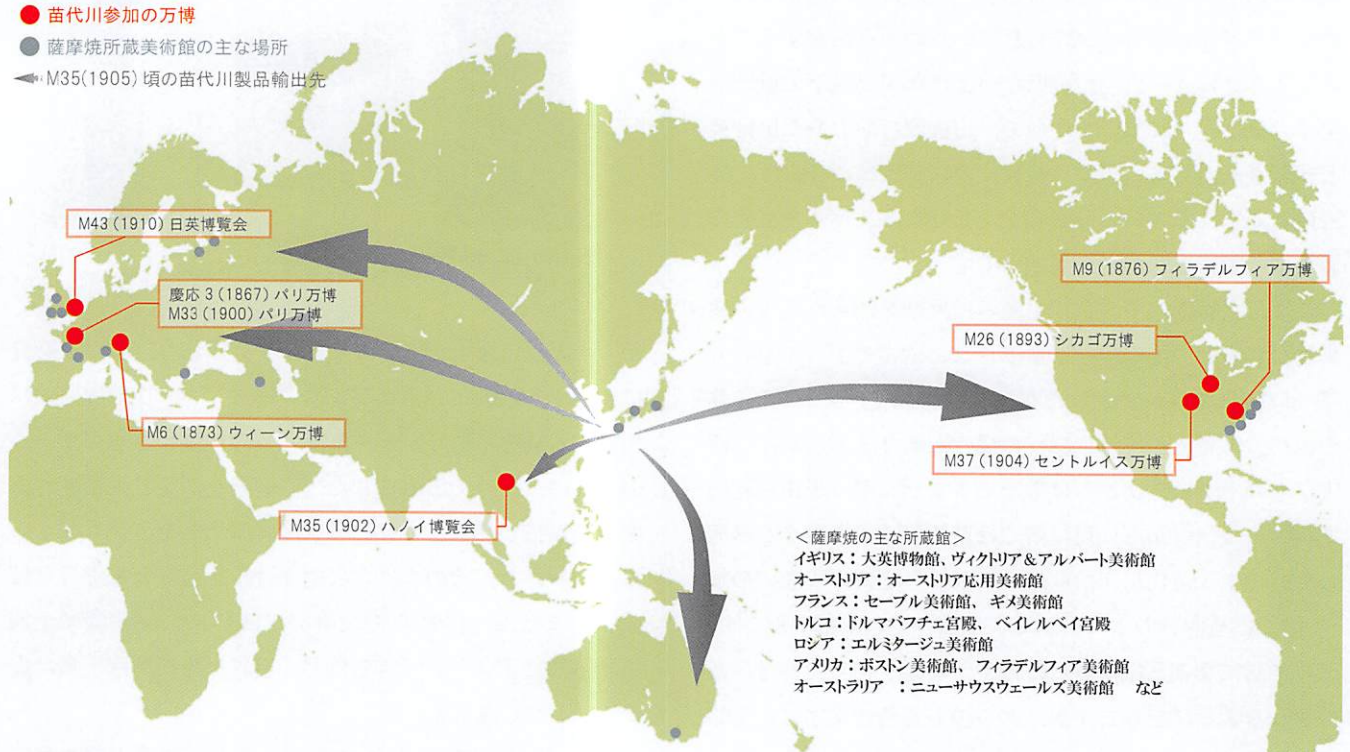 苗代川参加の万博
薩摩焼所蔵美術館の主な場所
M35(1905)頃の苗代川製品輸出先
M43(1910)日英博覧会
慶応3(1867)パリ万博
M33(1900)パリ万博
M6(1873)ウィーン万博
M35(1902)ハノイ博覧会
M9(1876)フィラデルフィア万博
M26(1893)シカゴ万博
M37(1904)セントルイス万博
<薩摩焼の主な所蔵館>
イギリス：大英博物館、ヴィクトリア＆アルバート美術館
オーストリア：オーストリア応用美術館
フランス：セーブル美術館、ギメ美術館
トルコ：ドルマバフチェ宮殿、ベイレルベイ宮殿
ロシア：エルミタージュ美術館
アメリカ：ボストン美術館、フィラデルフィア美術館
オーストラリア ：ニューサウスウェールズ美術館 など